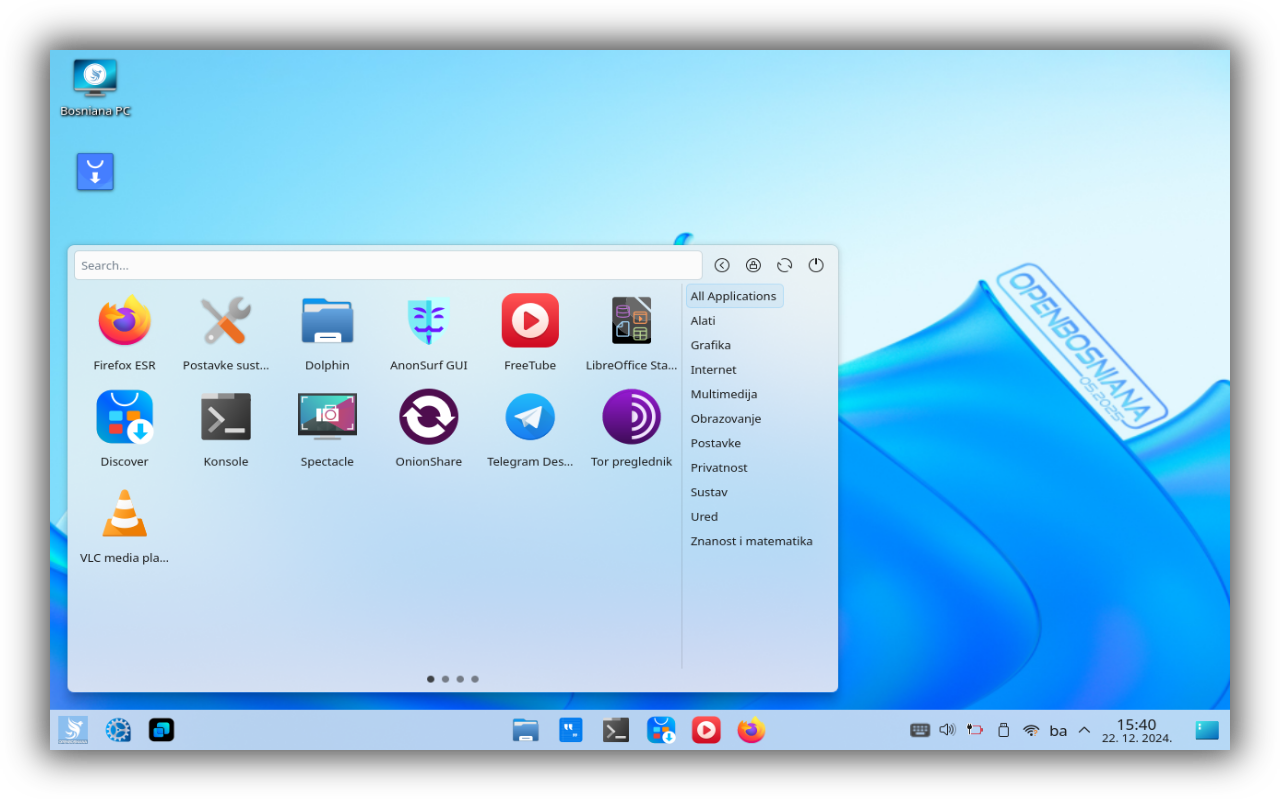 Bosniana PC
Search...
All Applications
Alati
Grafika
Internet
Multimedija
Obrazovanje
Postavke
Privatnost
Sustav
Ured
Znanost i matematika
Firefox ESR
Postavke sust...
Dolphin
AnonSurf GUI
FreeTube
LibreOffice Sta...
Discover
Konsole
Spectacle
OnionShare
Telegram Des...
Tor preglednik
VLC media pla...
OPENBOSNIANA
05.2025
ba
15:40
22. 12. 2024.